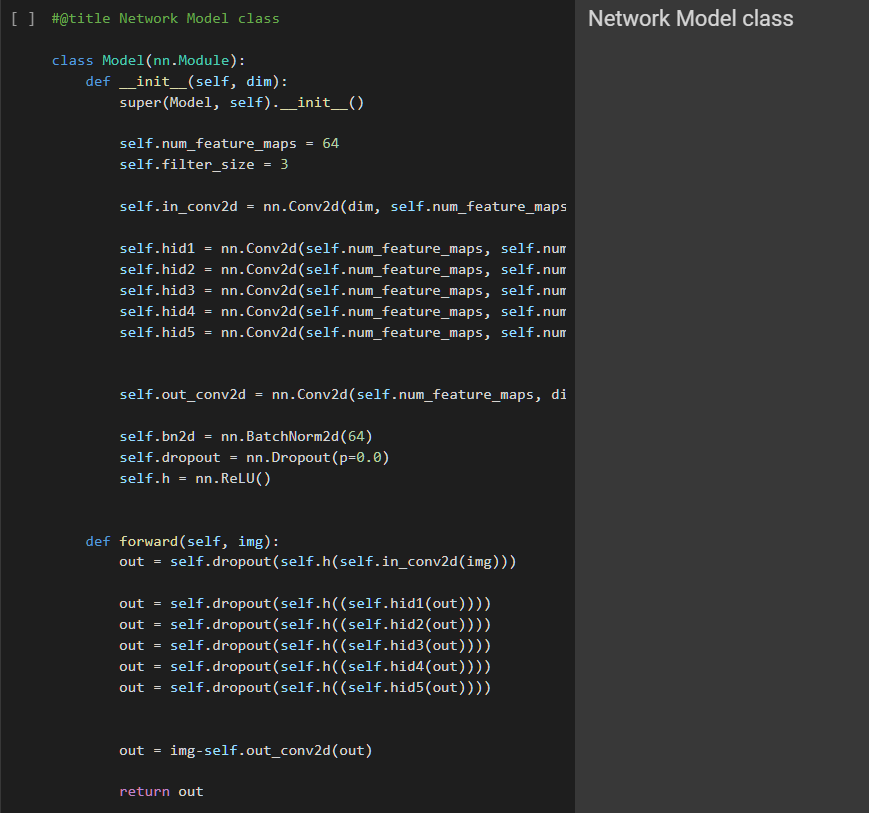 [ ] #@title Network Model class
class Model(nn.Module):
def __init__(self, dim):
super(Model, self).__init__()
self.num_feature_maps = 64
self.filter_size = 3
self.in_conv2d = nn.Conv2d(dim, self.num_feature_maps
self.hid1 = nn.Conv2d(self.num_feature_maps, self.num
self.hid2 = nn.Conv2d(self.num_feature_maps, self.num
self.hid3 = nn.Conv2d(self.num_feature_maps, self.num
self.hid4 = nn.Conv2d(self.num_feature_maps, self.num
self.hid5 = nn.Conv2d(self.num_feature_maps, self.num
self.out_conv2d = nn.Conv2d(self.num_feature_maps, di
self.bn2d = nn.BatchNorm2d(64)
self.dropout = nn.Dropout(p=0.0)
self.h = nn.ReLU()
def forward(self, img):
out = self.dropout(self.h(self.in_conv2d(img)))
out = self.dropout(self.h((self.hid1(out))))
out = self.dropout(self.h((self.hid2(out))))
out = self.dropout(self.h((self.hid3(out))))
out = self.dropout(self.h((self.hid4(out))))
out = self.dropout(self.h((self.hid5(out))))
out = img-self.out_conv2d(out)
return out
Network Model class